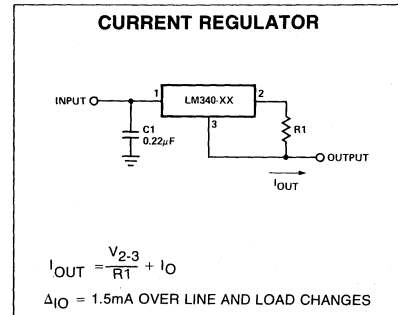 CURRENT REGULATOR
INPUT
1
LM340-XX
2
3
C1
0.22μF
R1
OUTPUT
IOUT
IOUT = V2-3/R1 + IO
ΔIO = 1.5mA OVER LINE AND LOAD CHANGES